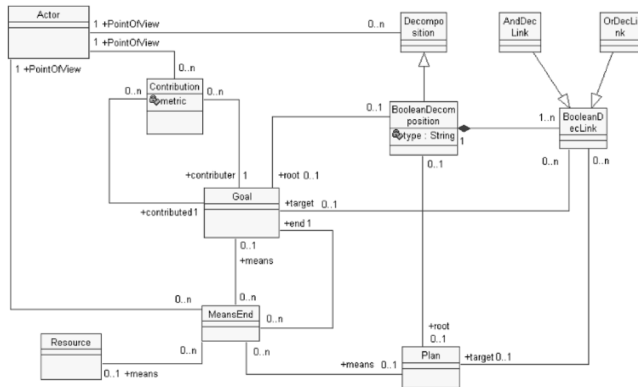 Actor
1 +PointOfView
0..n
1 +PointOfView
1 +PointOfView
0..n
Decomp
osition
AndDec
Link
OrDecLi
nk
0..n
Contribution
metric
0..n
0..1
BooleanDecom
position
type : String
1
1..n
BooleanD
ecLink
0..1
0..n
0..n
+contributer
1
+root 0..1
Goal
+target
0..1
+contributed 1
+end 1
0..1
+means
0..n
0..n
MeansEnd
0..n
Resource
0..n
0..n
0..1 +means
+means
0..1
+root
0..1
Plan
+target 0..1